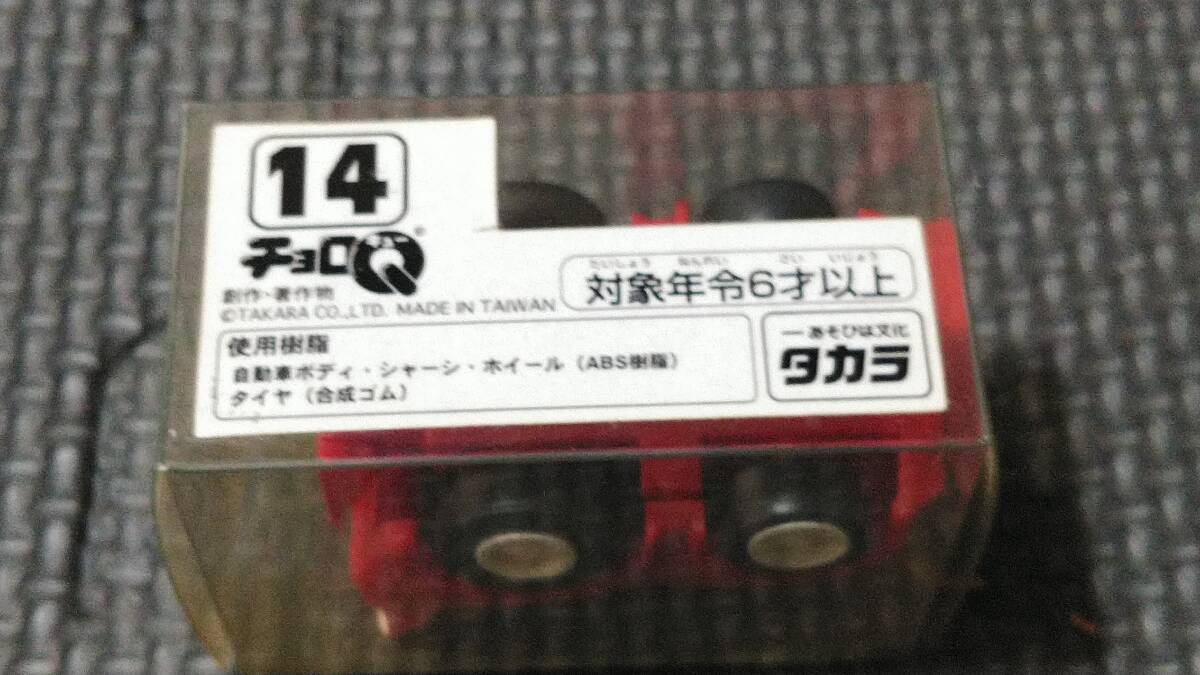 14
チョロQ®
創作・著作物
©TAKARA CO.,LTD. MADE IN TAIWAN
たいしょう ねんれい さい いじょう
対象年令6才以上
使用樹脂
自動車ボディ・シャーシ・ホイール（ABS樹脂）
タイヤ（合成ゴム）
ーあそびは文化
タカラ